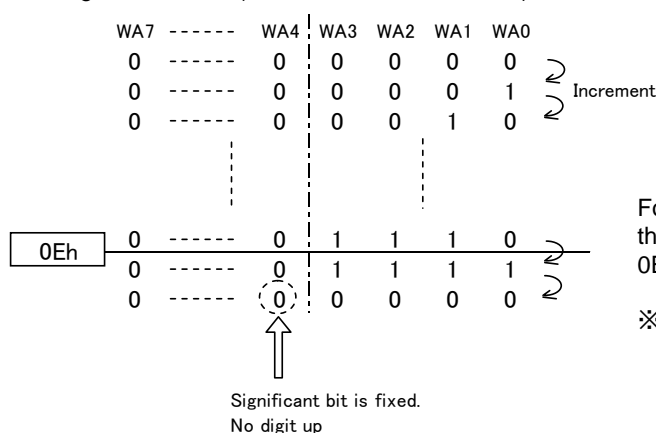 WA7 ------ WA4 WA3 WA2 WA1 WA0
0 ------ 0 0 0 0 0
0 ------ 0 0 0 0 1 Increment
0 ------ 0 0 0 1 0
0Eh 0 ------ 0 1 1 1 0
0 ------ 0 1 1 1 1
0 ------ 0 0 0 0 0
Significant bit is fixed.
No digit up
Fo
th
0E
※